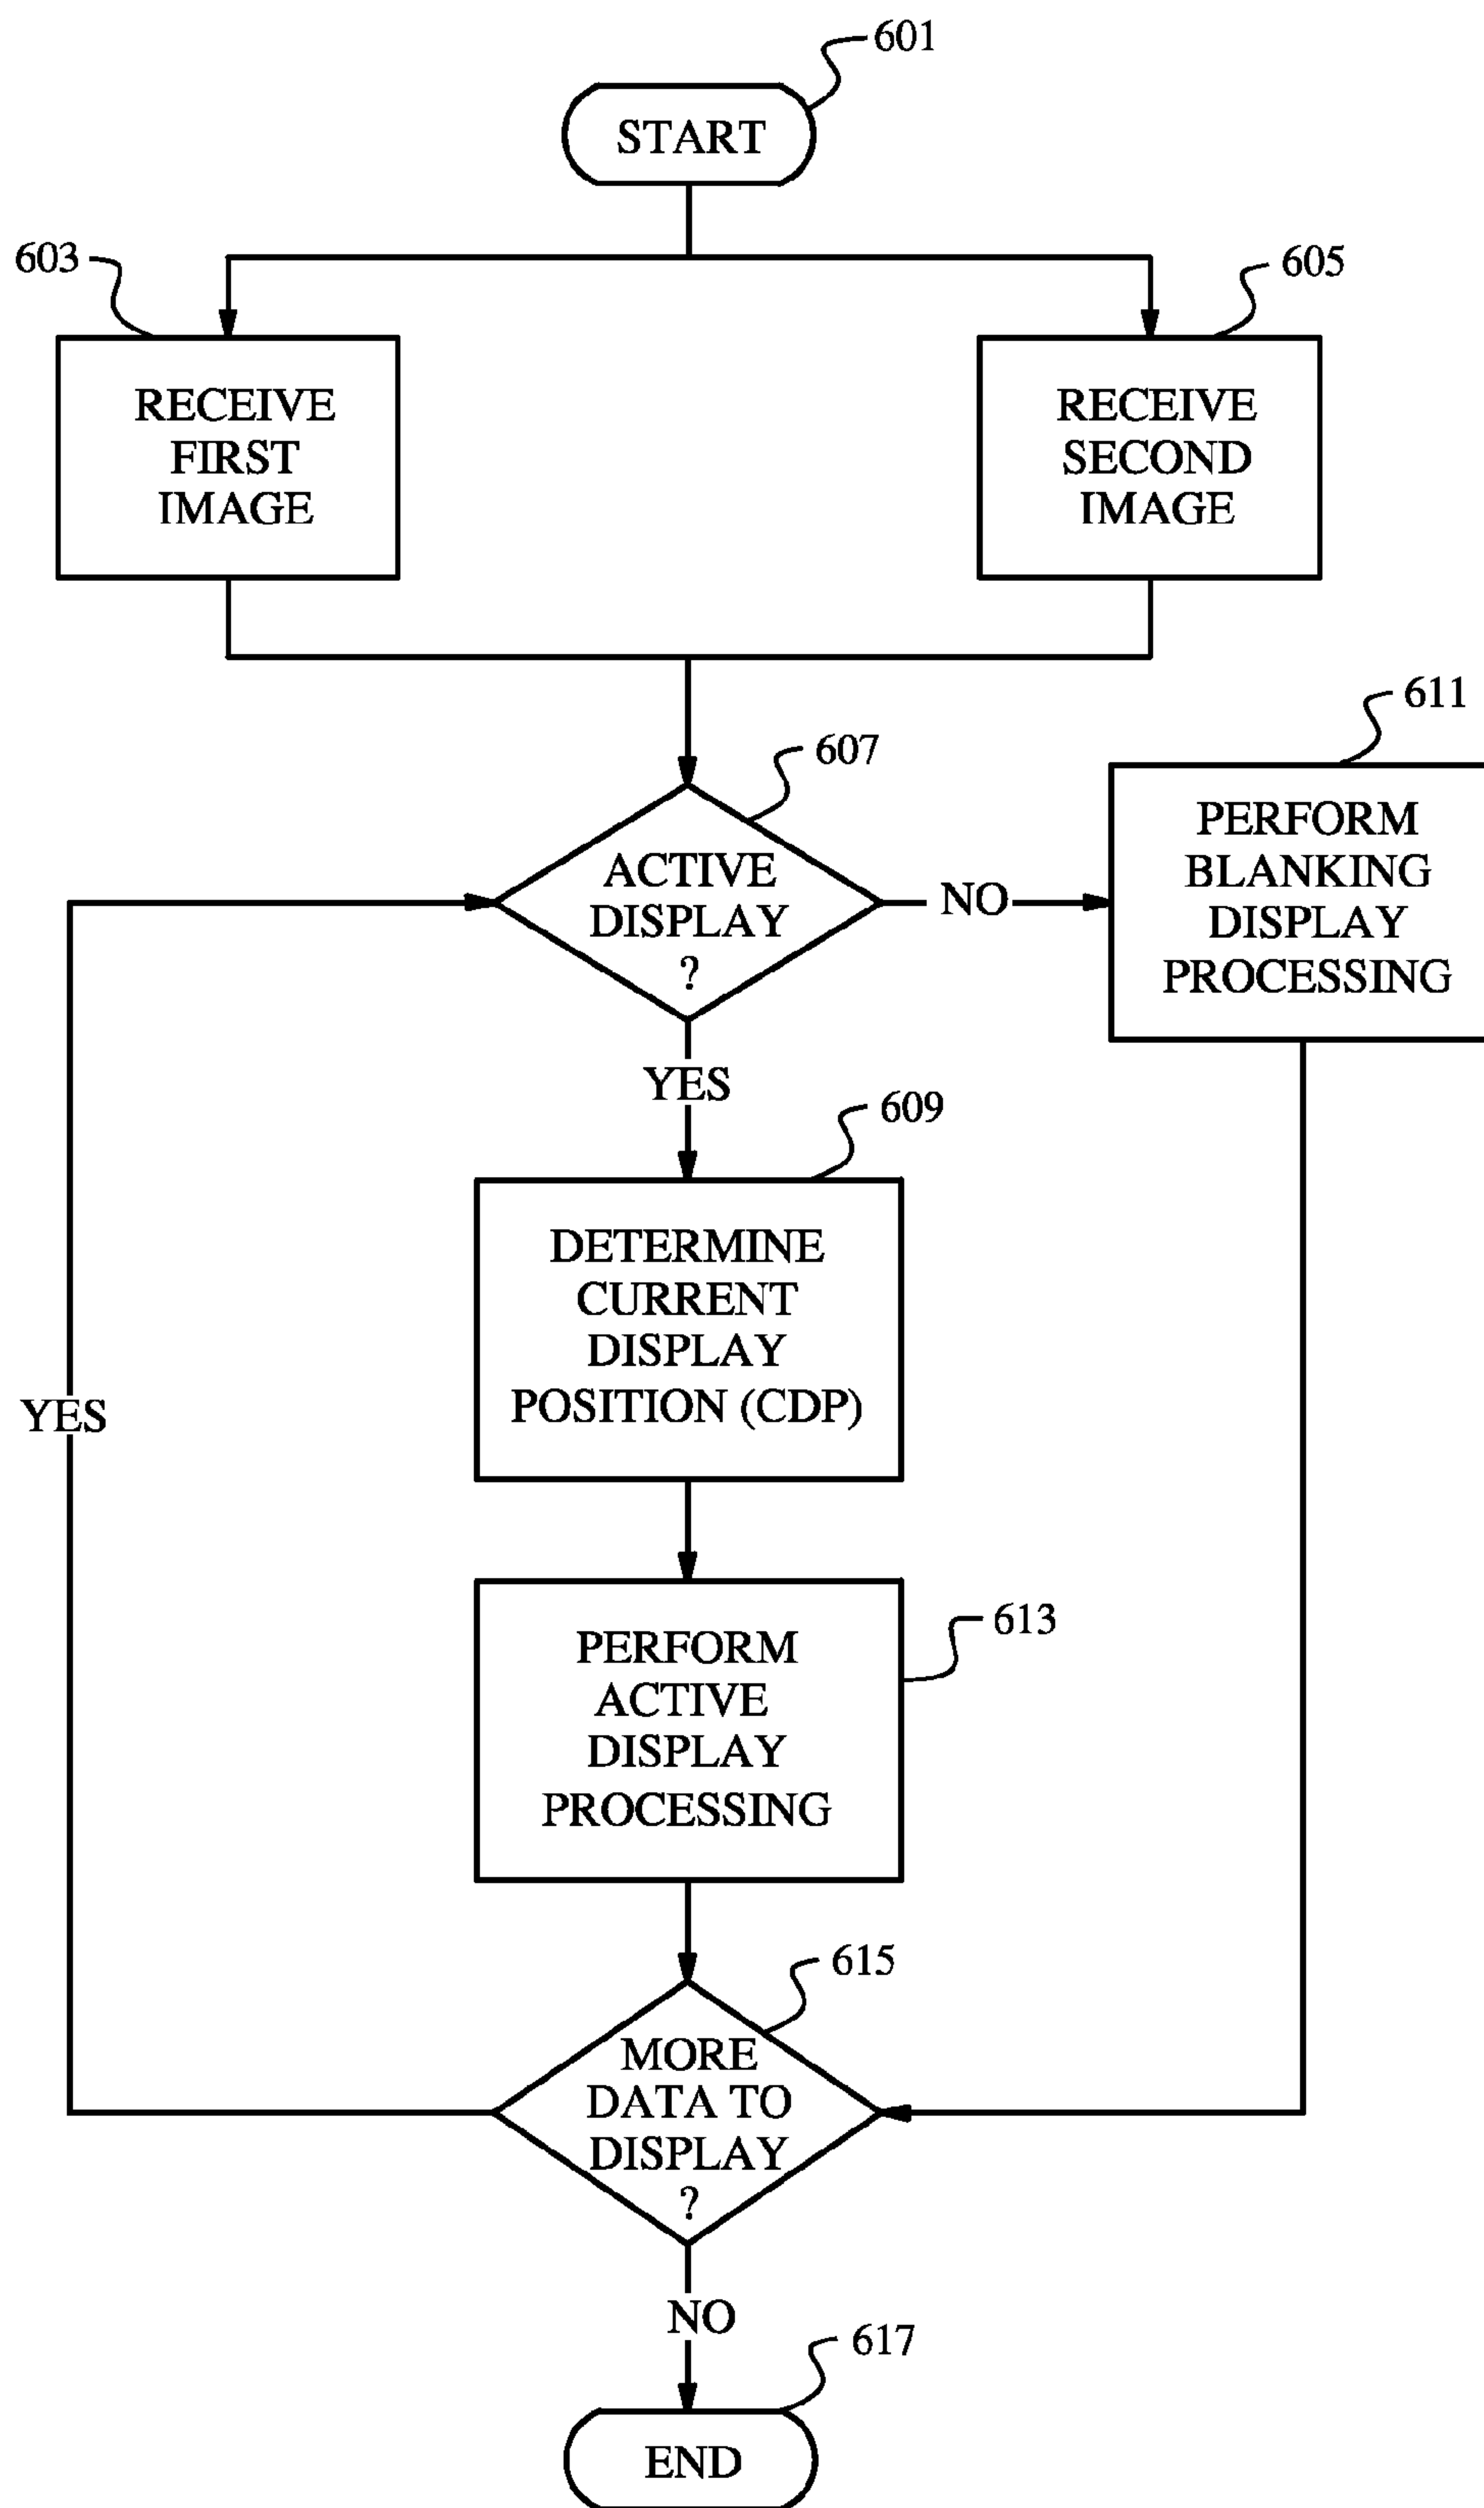 601
START
603
605
RECEIVE
FIRST
IMAGE
RECEIVE
SECOND
IMAGE
607
611
ACTIVE
DISPLAY
?
NO
PERFORM
BLANKING
DISPLAY
PROCESSING
YES
609
DETERMINE
CURRENT
DISPLAY
POSITION (CDP)
YES
613
PERFORM
ACTIVE
DISPLAY
PROCESSING
615
MORE
DATA TO
DISPLAY
?
NO
617
END